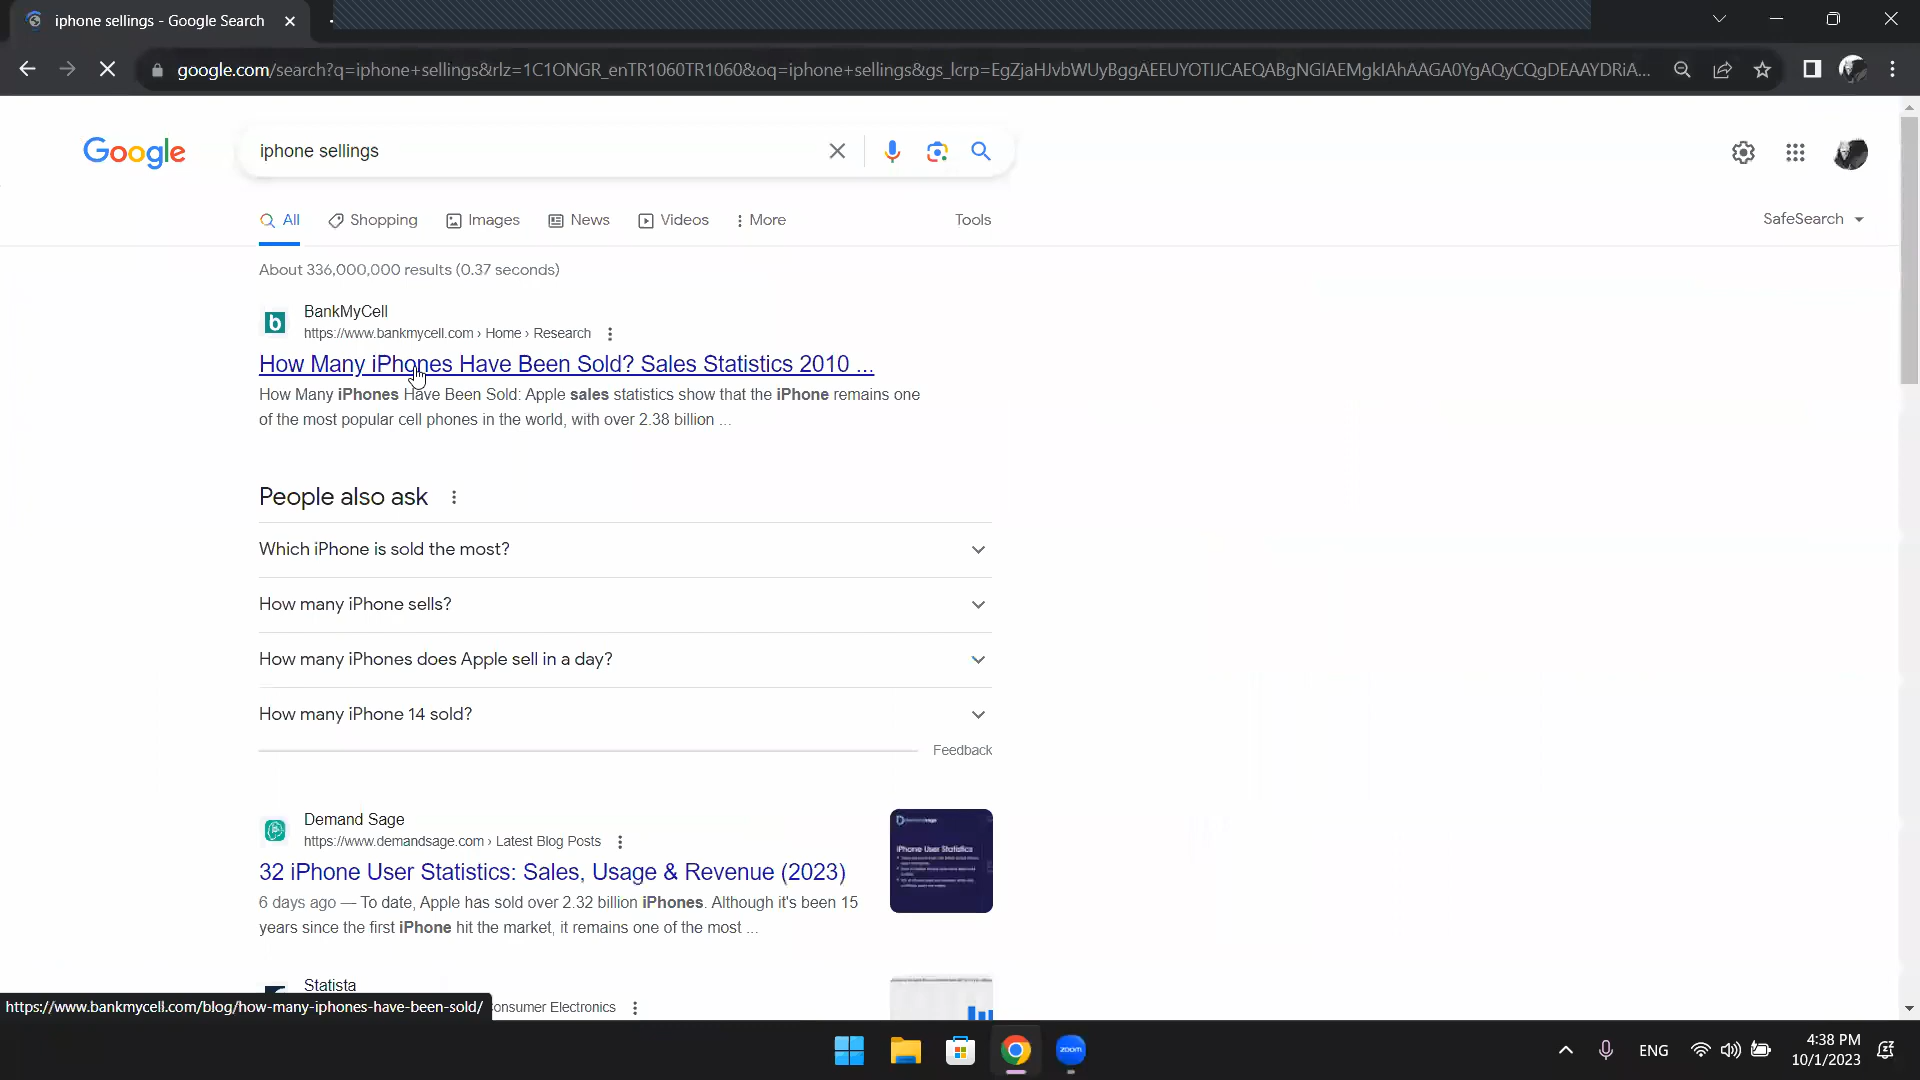 iphone sellings - Google Search
google.com/search?q=iphone+sellings&rlz=1C1ONGR_enTR1060TR1060&oq=iphone+sellings&gs_lcrp=EgZjaHJvbWUyBggAEEUYOTIJCAEQABgNGIAEMgkIAhAAGA0YgAQyCQgDEAAYDRiA...
Google
iphone sellings
All
Shopping
Images
News
Videos
More
Tools
SafeSearch
About 336,000,000 results (0.37 seconds)
b
BankMyCell
https://www.bankmycell.com › Home › Research
How Many iPhones Have Been Sold? Sales Statistics 2010 ...
How Many iPhones Have Been Sold: Apple sales statistics show that the iPhone remains one
of the most popular cell phones in the world, with over 2.38 billion ...
People also ask
Which iPhone is sold the most?
How many iPhone sells?
How many iPhones does Apple sell in a day?
How many iPhone 14 sold?
Feedback
Demand Sage
https://www.demandsage.com › Latest Blog Posts
32 iPhone User Statistics: Sales, Usage & Revenue (2023)
6 days ago — To date, Apple has sold over 2.32 billion iPhones. Although it's been 15
years since the first iPhone hit the market, it remains one of the most ...
iPhone User Statistics
Statista
onsumer Electronics
https://www.bankmycell.com/blog/how-many-iphones-have-been-sold/
zoom
ENG
4:38 PM
10/1/2023